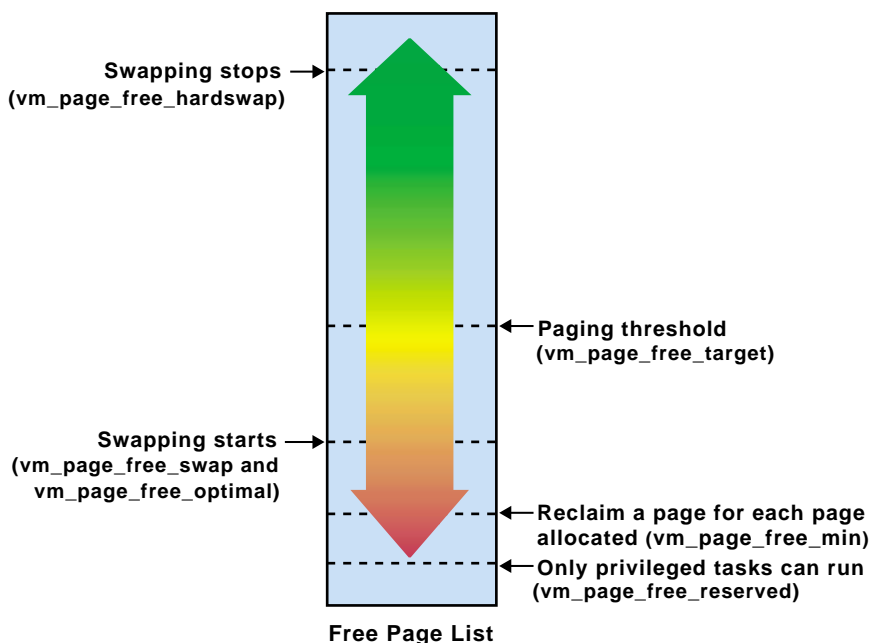 Swapping stops
(vm_page_free_hardswap)
Paging threshold
(vm_page_free_target)
Swapping starts
(vm_page_free_swap and
vm_page_free_optimal)
Reclaim a page for each page
allocated (vm_page_free_min)
Only privileged tasks can run
(vm_page_free_reserved)
Free Page List